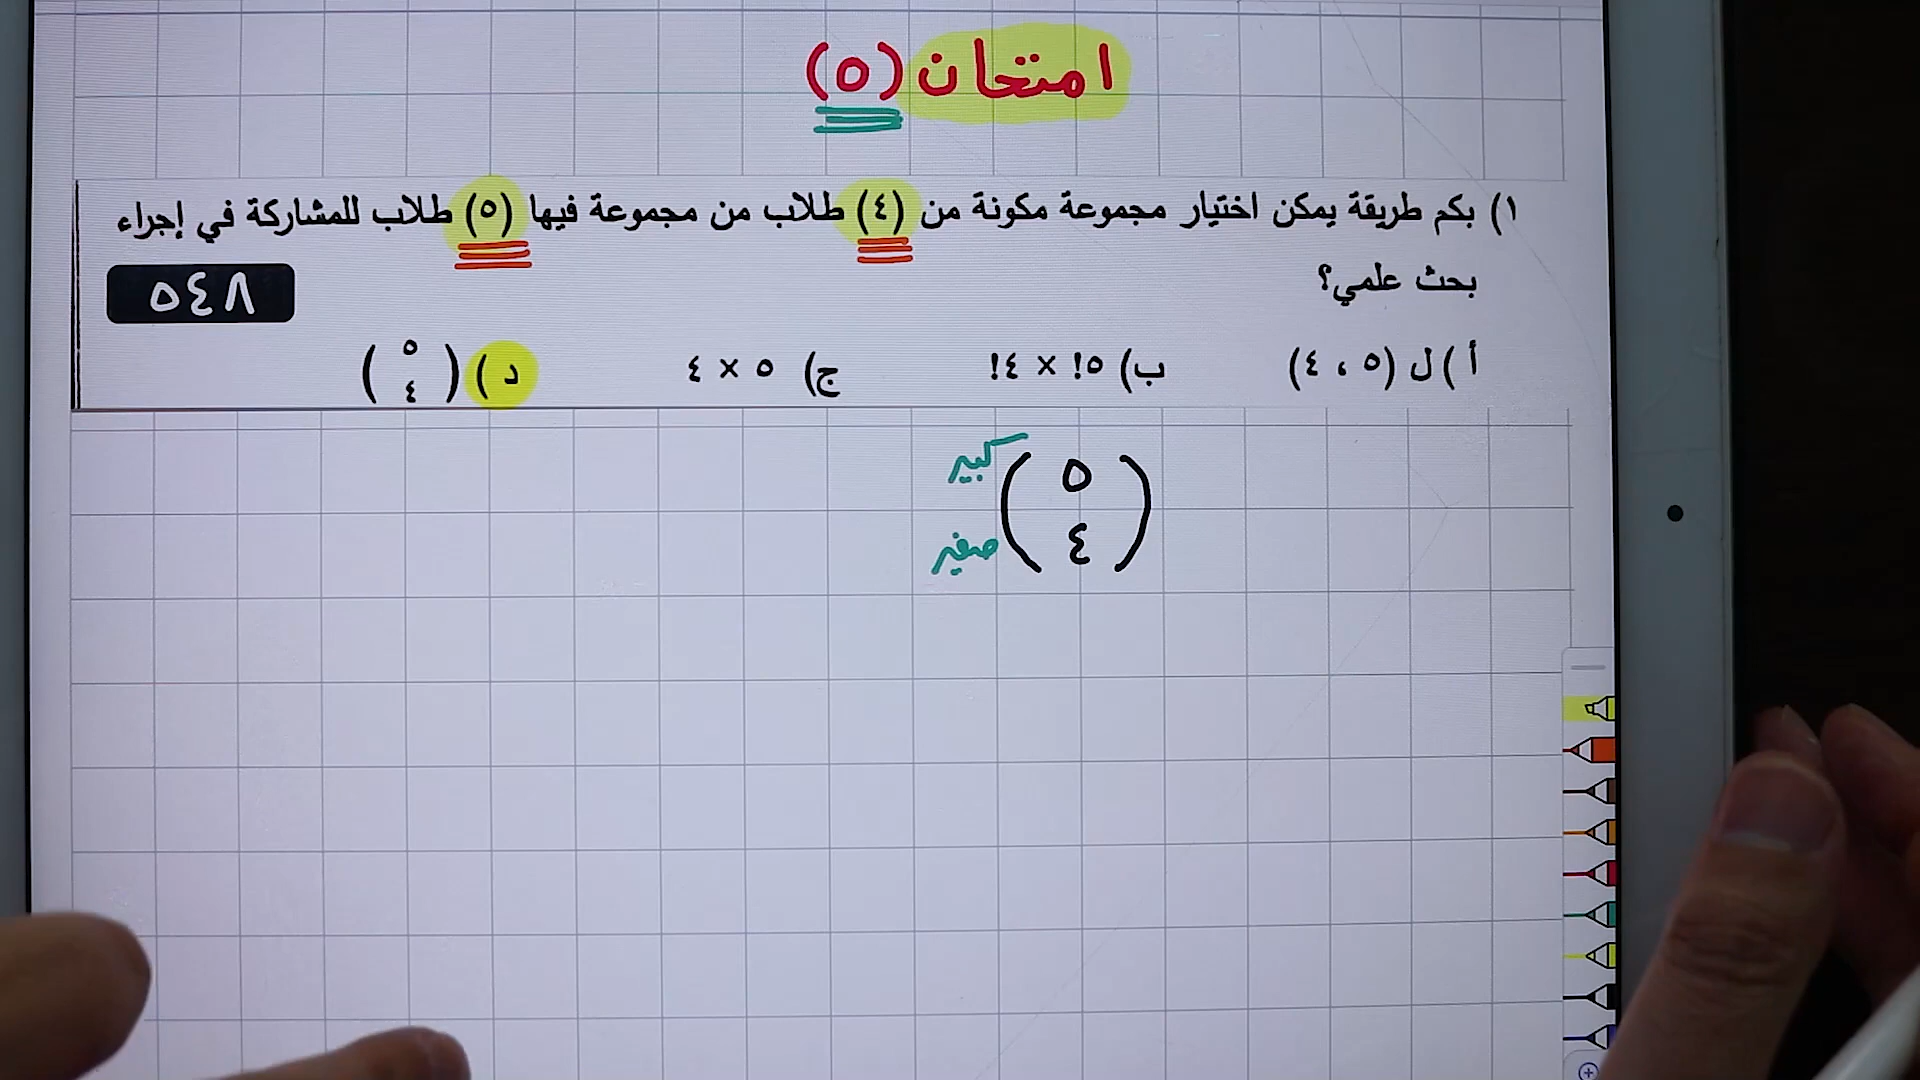 امتحان (٥)
١) بكم طريقة يمكن اختيار مجموعة مكونة من (٤) طلاب من مجموعة فيها (٥) طلاب للمشاركة في إجراء
بحث علمي؟
٥٤٨
أ) ل (٥ ، ٤) ب) ٥! × ٤! ج) ٥ × ٤ د) (٥ ٤)
كبير (٥
صغير ٤)